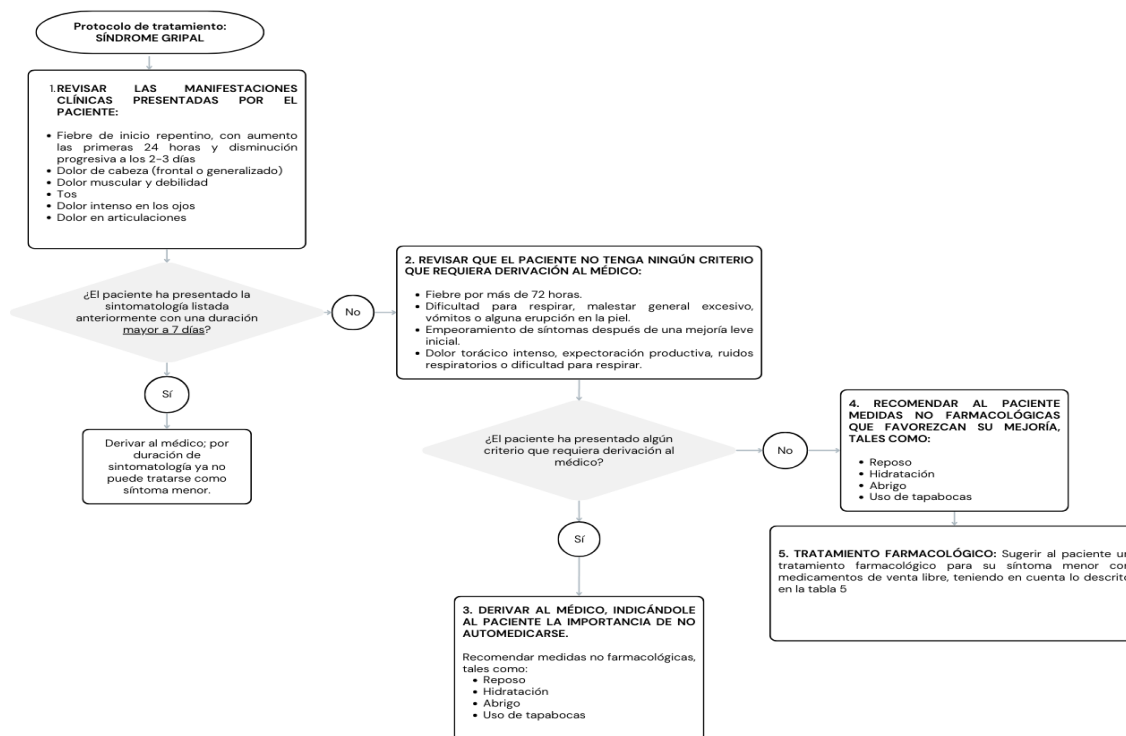 Protocolo de tratamiento:
SÍNDROME GRIPAL
1. REVISAR LAS MANIFESTACIONES
CLÍNICAS PRESENTADAS POR EL
PACIENTE:
• Fiebre de inicio repentino, con aumento
las primeras 24 horas y disminución
progresiva a los 2-3 días
• Dolor de cabeza (frontal o generalizado)
• Dolor muscular y debilidad
• Tos
• Dolor intenso en los ojos
• Dolor en articulaciones
¿El paciente ha presentado la
sintomatología listada
anteriormente con una duración
mayor a 7 días?
No
Sí
Derivar al médico; por
duración de
sintomatología ya no
puede tratarse como
síntoma menor.
2. REVISAR QUE EL PACIENTE NO TENGA NINGÚN CRITERIO
QUE REQUIERA DERIVACIÓN AL MÉDICO:
• Fiebre por más de 72 horas.
• Dificultad para respirar, malestar general excesivo,
vómitos o alguna erupción en la piel.
• Empeoramiento de síntomas después de una mejoría leve
inicial.
• Dolor torácico intenso, expectoración productiva, ruidos
respiratorios o dificultad para respirar.
¿El paciente ha presentado algún
criterio que requiera derivación al
médico?
No
Sí
3. DERIVAR AL MÉDICO, INDICÁNDOLE
AL PACIENTE LA IMPORTANCIA DE NO
AUTOMEDICARSE.
Recomendar medidas no farmacológicas,
tales como:
• Reposo
• Hidratación
• Abrigo
• Uso de tapabocas
4. RECOMENDAR AL PACIENTE
MEDIDAS NO FARMACOLÓGICAS
QUE FAVOREZCAN SU MEJORÍA,
TALES COMO:
• Reposo
• Hidratación
• Abrigo
• Uso de tapabocas
5. TRATAMIENTO FARMACOLÓGICO: Sugerir al paciente
tratamiento farmacológico para su síntoma menor
medicamentos de venta libre, teniendo en cuenta lo
en la tabla 5